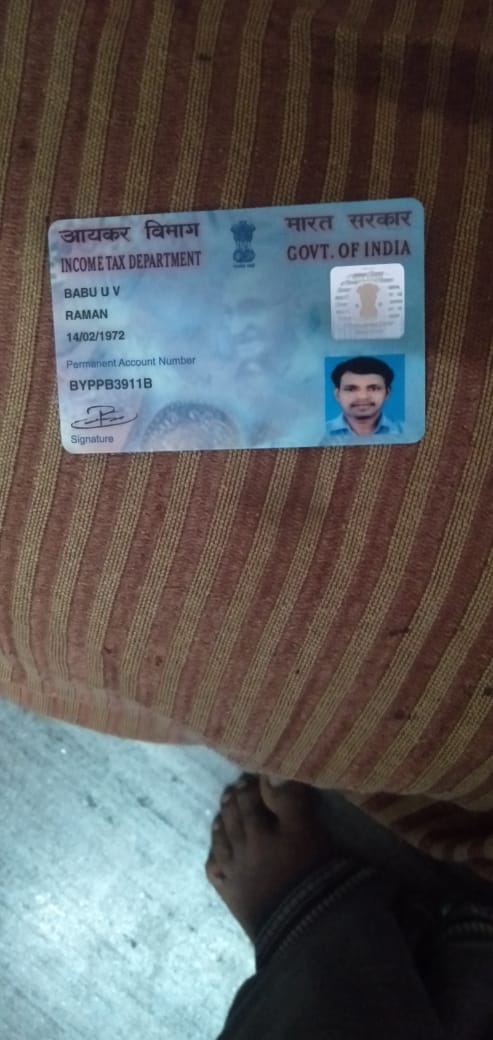 आयकर विभाग
INCOME TAX DEPARTMENT
भारत सरकार
GOVT. OF INDIA
BABU U V
RAMAN
14/02/1972
Permanent Account Number
BYPPB3911B
Signature